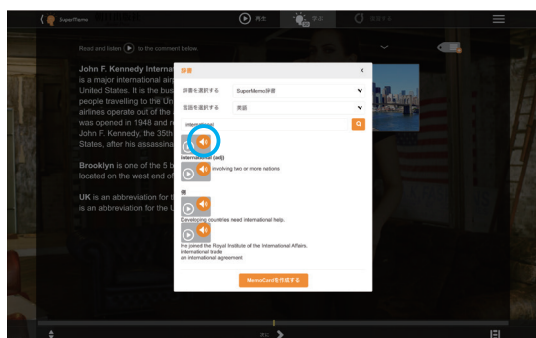 SuperMemo
再生
学ぶ
Read and listen to the comment below.
John F. Kennedy Interna
is a major international air
United States. It is the bus
people travelling to the Un
airlines operate out of the
was opened in 1948 and r
John F. Kennedy, the 35th
States, after his assassina
Brooklyn is one of the 5 b
located on the west end of
UK is an abbreviation for t
is an abbreviation for the U
辞書
辞書を選択する SuperMemo辞書
言語を選択する 英語
international
international (adj)
involving two or more nations
例
Developing countries need international help.
he joined the Royal Institute of the International Affairs.
international trade
an international agreement
MemoCardを作成する
次に